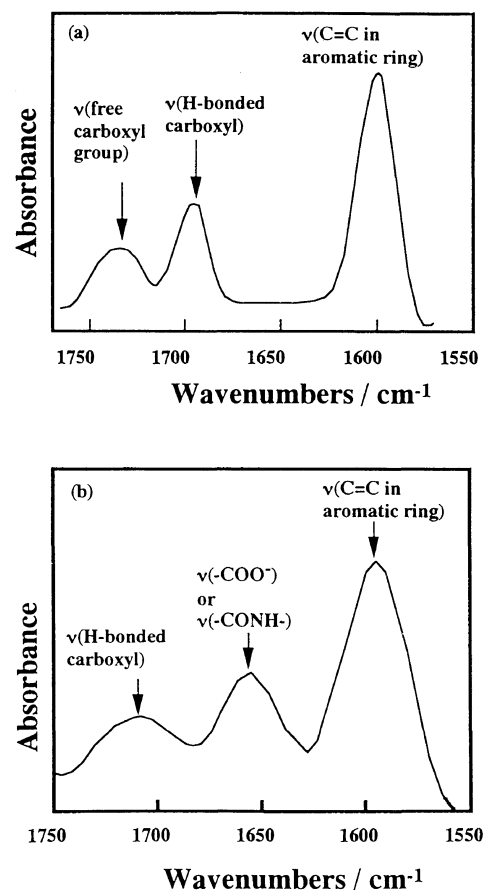 (a)
ν(C=C in
aromatic ring)
ν(free
carboxyl
group)
ν(H-bonded
carboxyl)
Absorbance
1750 1700 1650 1600 1550
Wavenumbers / cm-1
(b)
ν(C=C in
aromatic ring)
ν(-COO⁻)
or
ν(-CONH-)
ν(H-bonded
carboxyl)
Absorbance
1750 1700 1650 1600 1550
Wavenumbers / cm-1